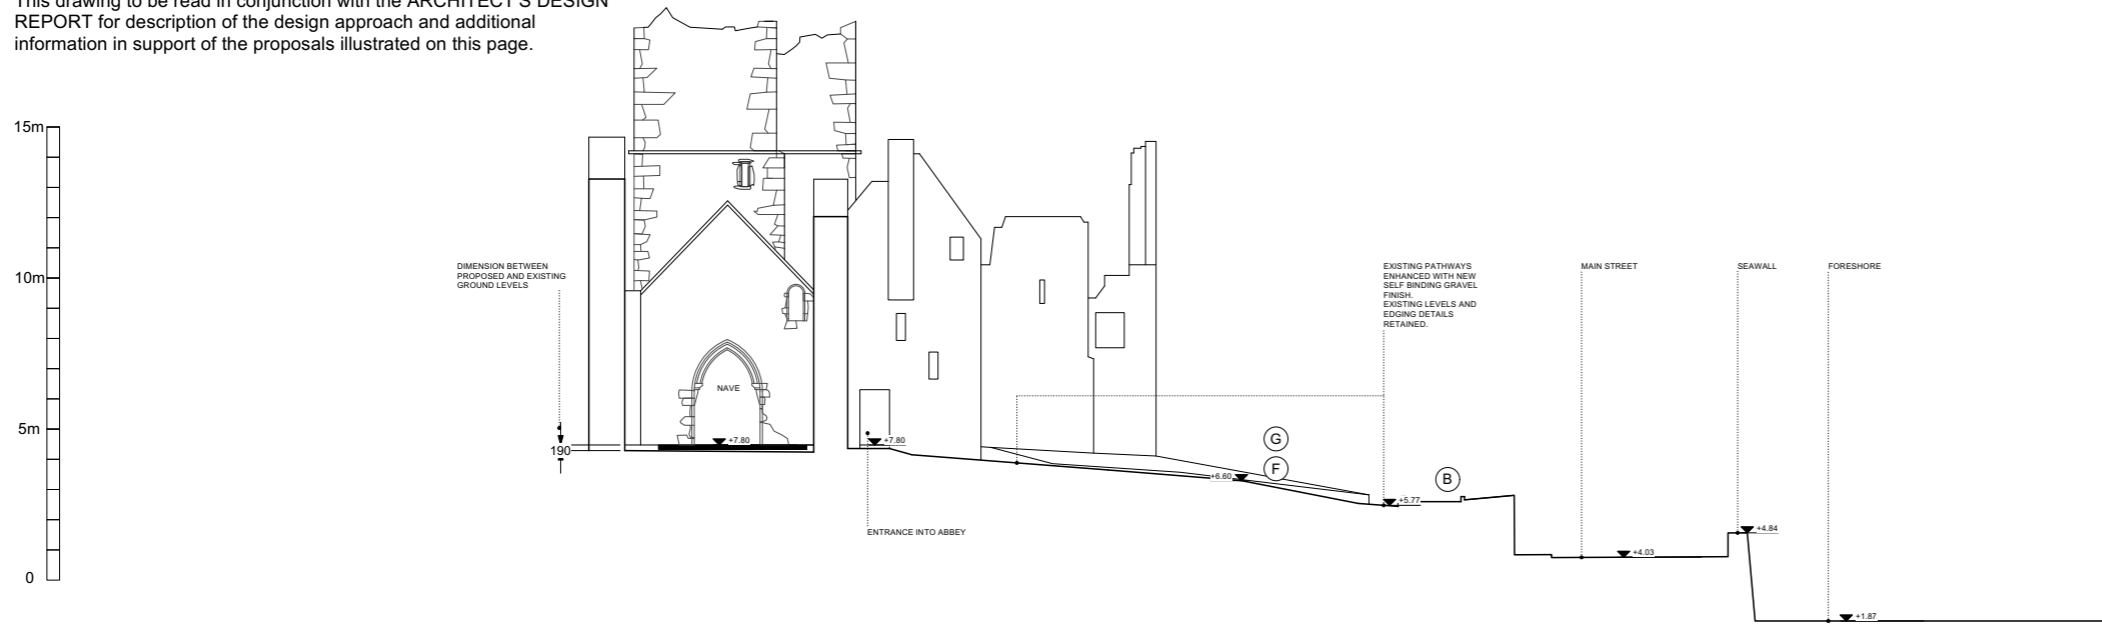 This drawing to be read in conjunction with the ARCHITECT'S DESIGN
REPORT for description of the design approach and additional
information in support of the proposals illustrated on this page.
15m
10m
5m
0
DIMENSION BETWEEN
PROPOSED AND EXISTING
GROUND LEVELS
190
NAVE
+7.80
+7.80
ENTRANCE INTO ABBEY
EXISTING PATHWAYS
ENHANCED WITH NEW
SELF BINDING GRAVEL
FINISH.
EXISTING LEVELS AND
EDGING DETAILS
RETAINED.
G
F
+6.60
B
+5.77
MAIN STREET
+4.03
SEAWALL
+4.84
FORESHORE
+1.87